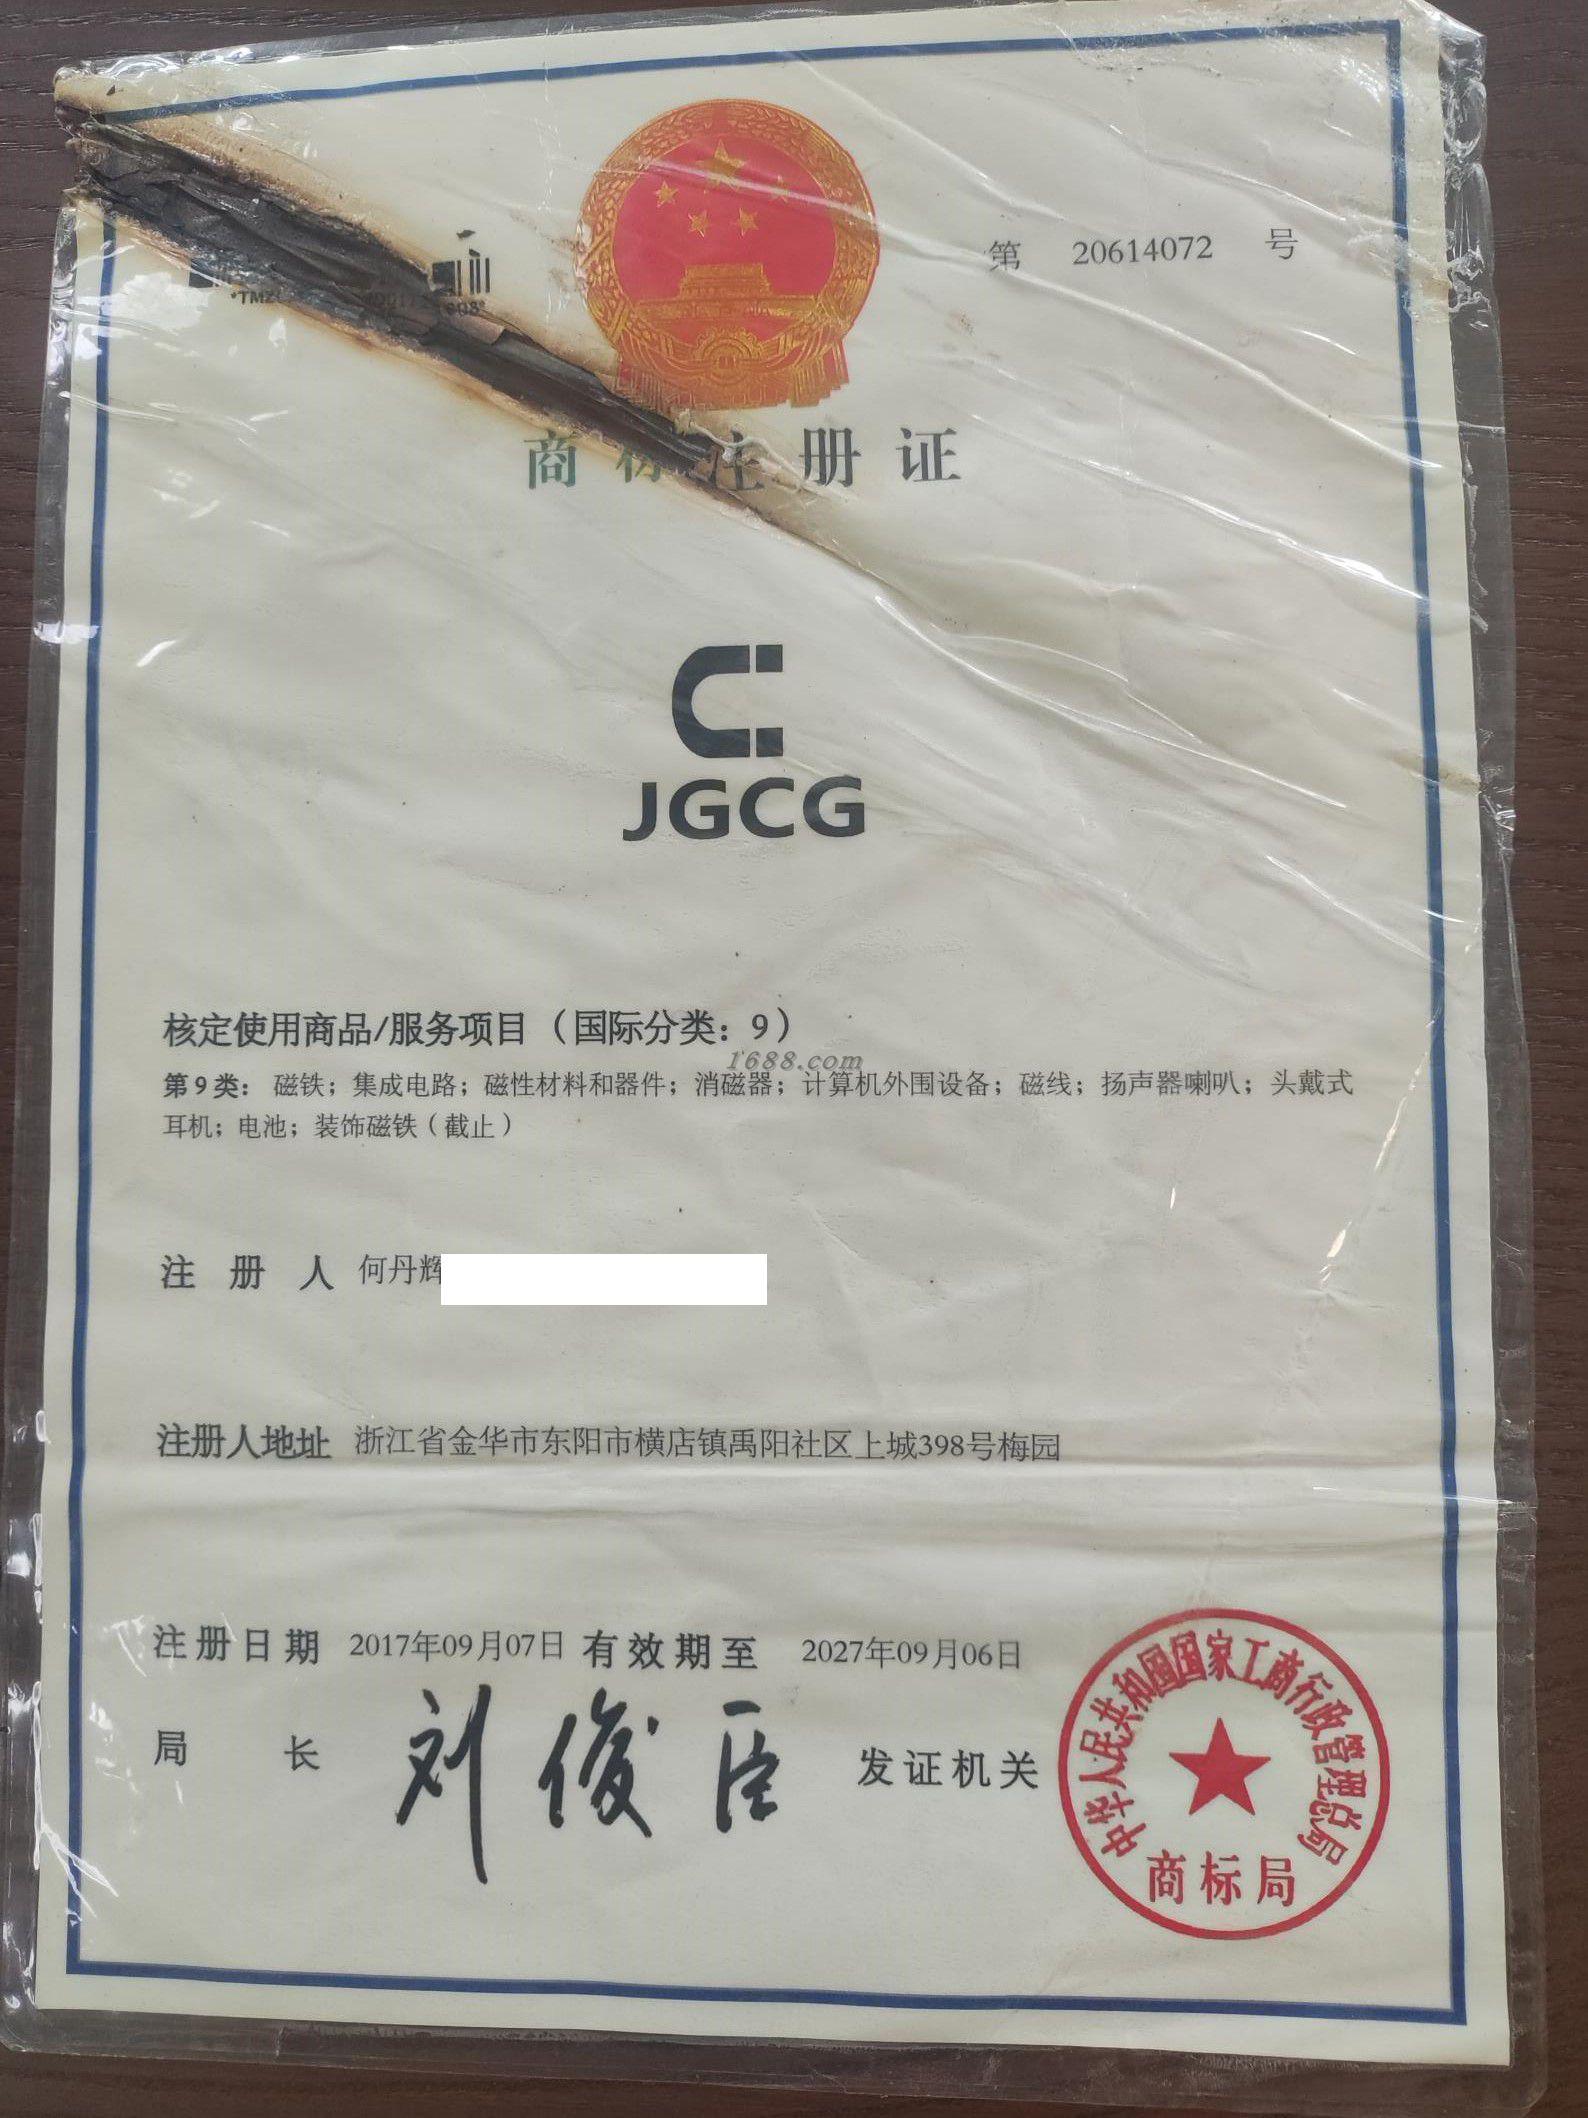 第 20614072 号
商标注册证
JGCG
核定使用商品/服务项目（国际分类：9）
1688.com
第9类：磁铁；集成电路；磁性材料和器件；消磁器；计算机外围设备；磁线；扬声器喇叭；头戴式
耳机；电池；装饰磁铁（截止）
注册人 何丹辉
注册人地址 浙江省金华市东阳市横店镇禹阳社区上城398号梅园
注册日期 2017年09月07日 有效期至 2027年09月06日
局长 刘俊臣 发证机关
中华人民共和国国家工商行政管理总局
商标局